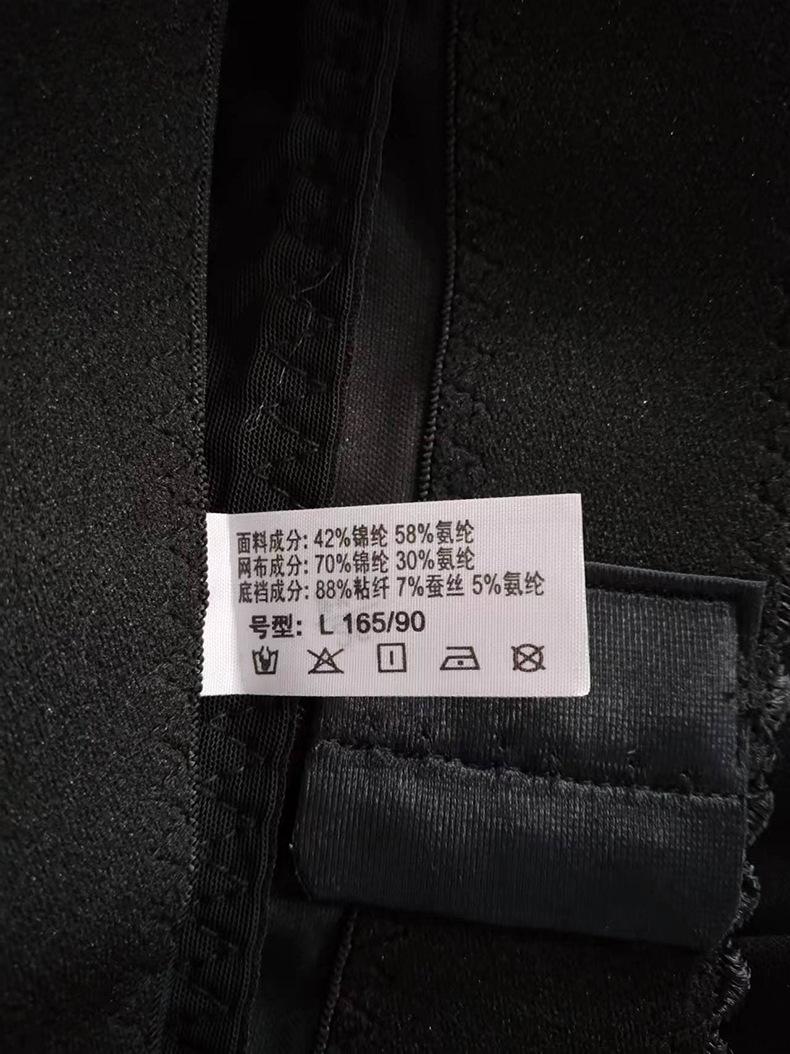 面料成分: 42%锦纶 58%氨纶
网布成分: 70%锦纶 30%氨纶
底裆成分: 88%粘纤 7%蚕丝 5%氨纶
号型: L 165/90